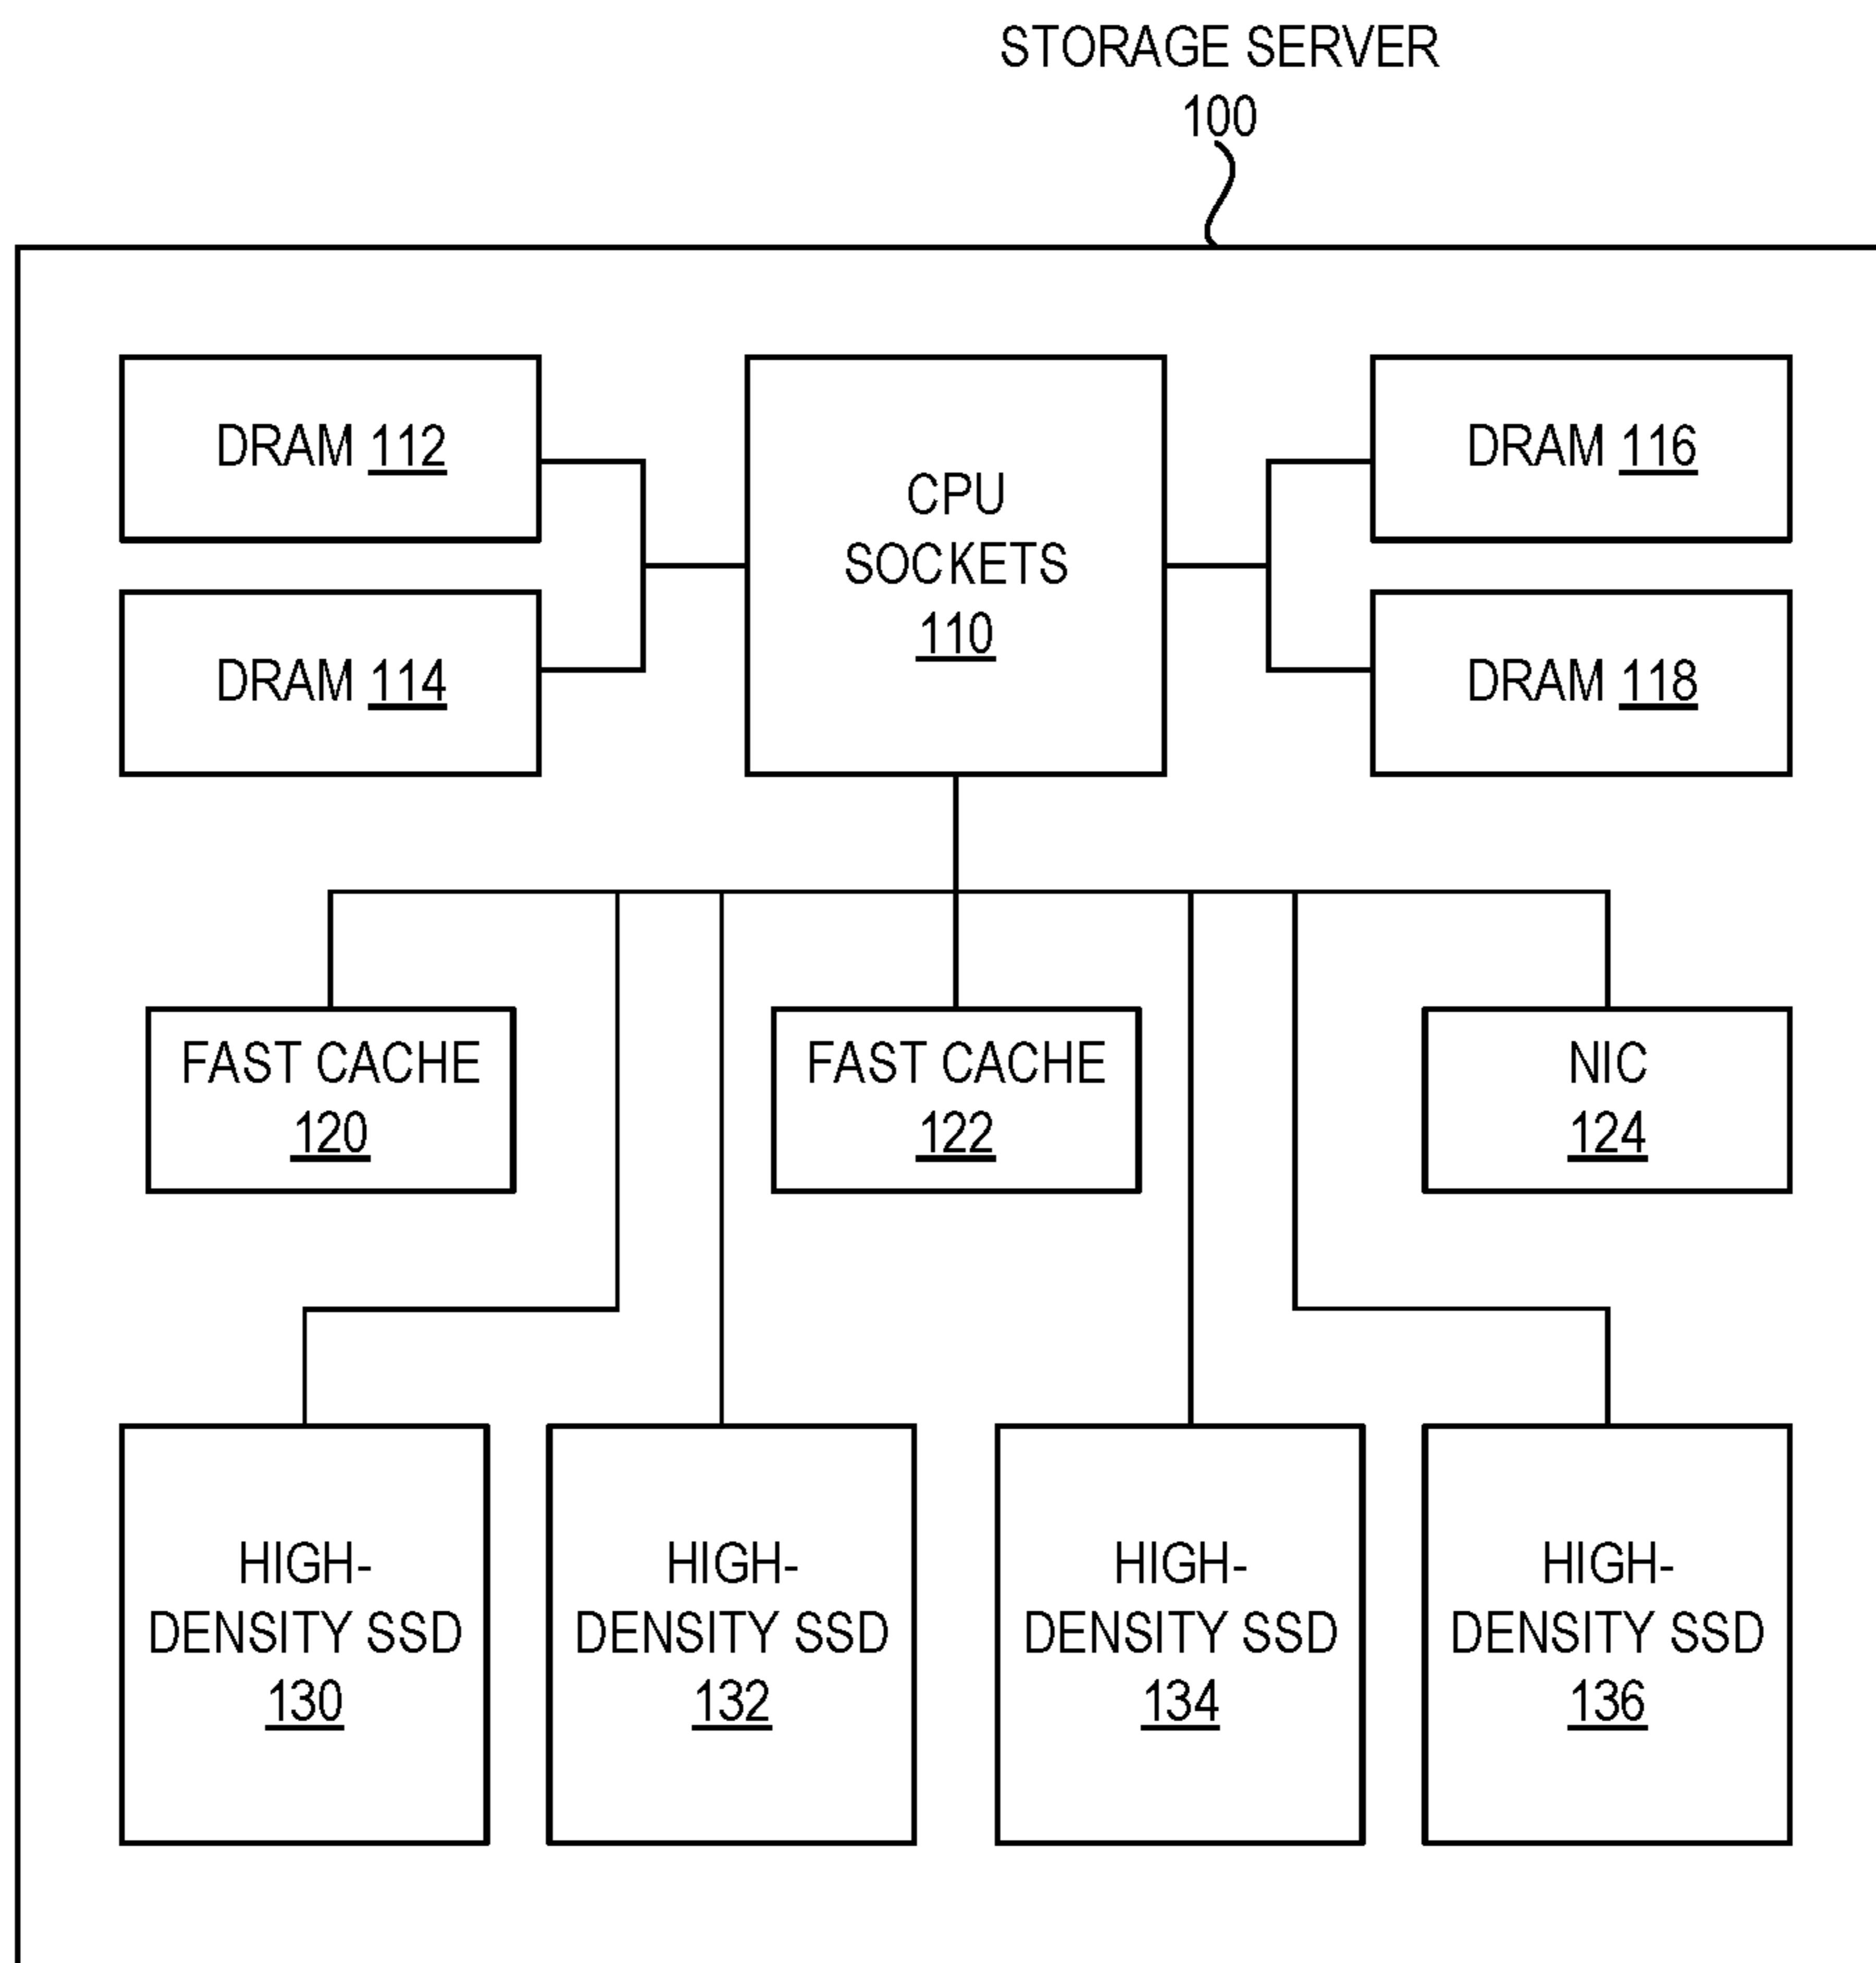 STORAGE SERVER
100
DRAM 112
DRAM 114
CPU
SOCKETS
110
DRAM 116
DRAM 118
FAST CACHE
120
FAST CACHE
122
NIC
124
HIGH-
DENSITY SSD
130
HIGH-
DENSITY SSD
132
HIGH-
DENSITY SSD
134
HIGH-
DENSITY SSD
136